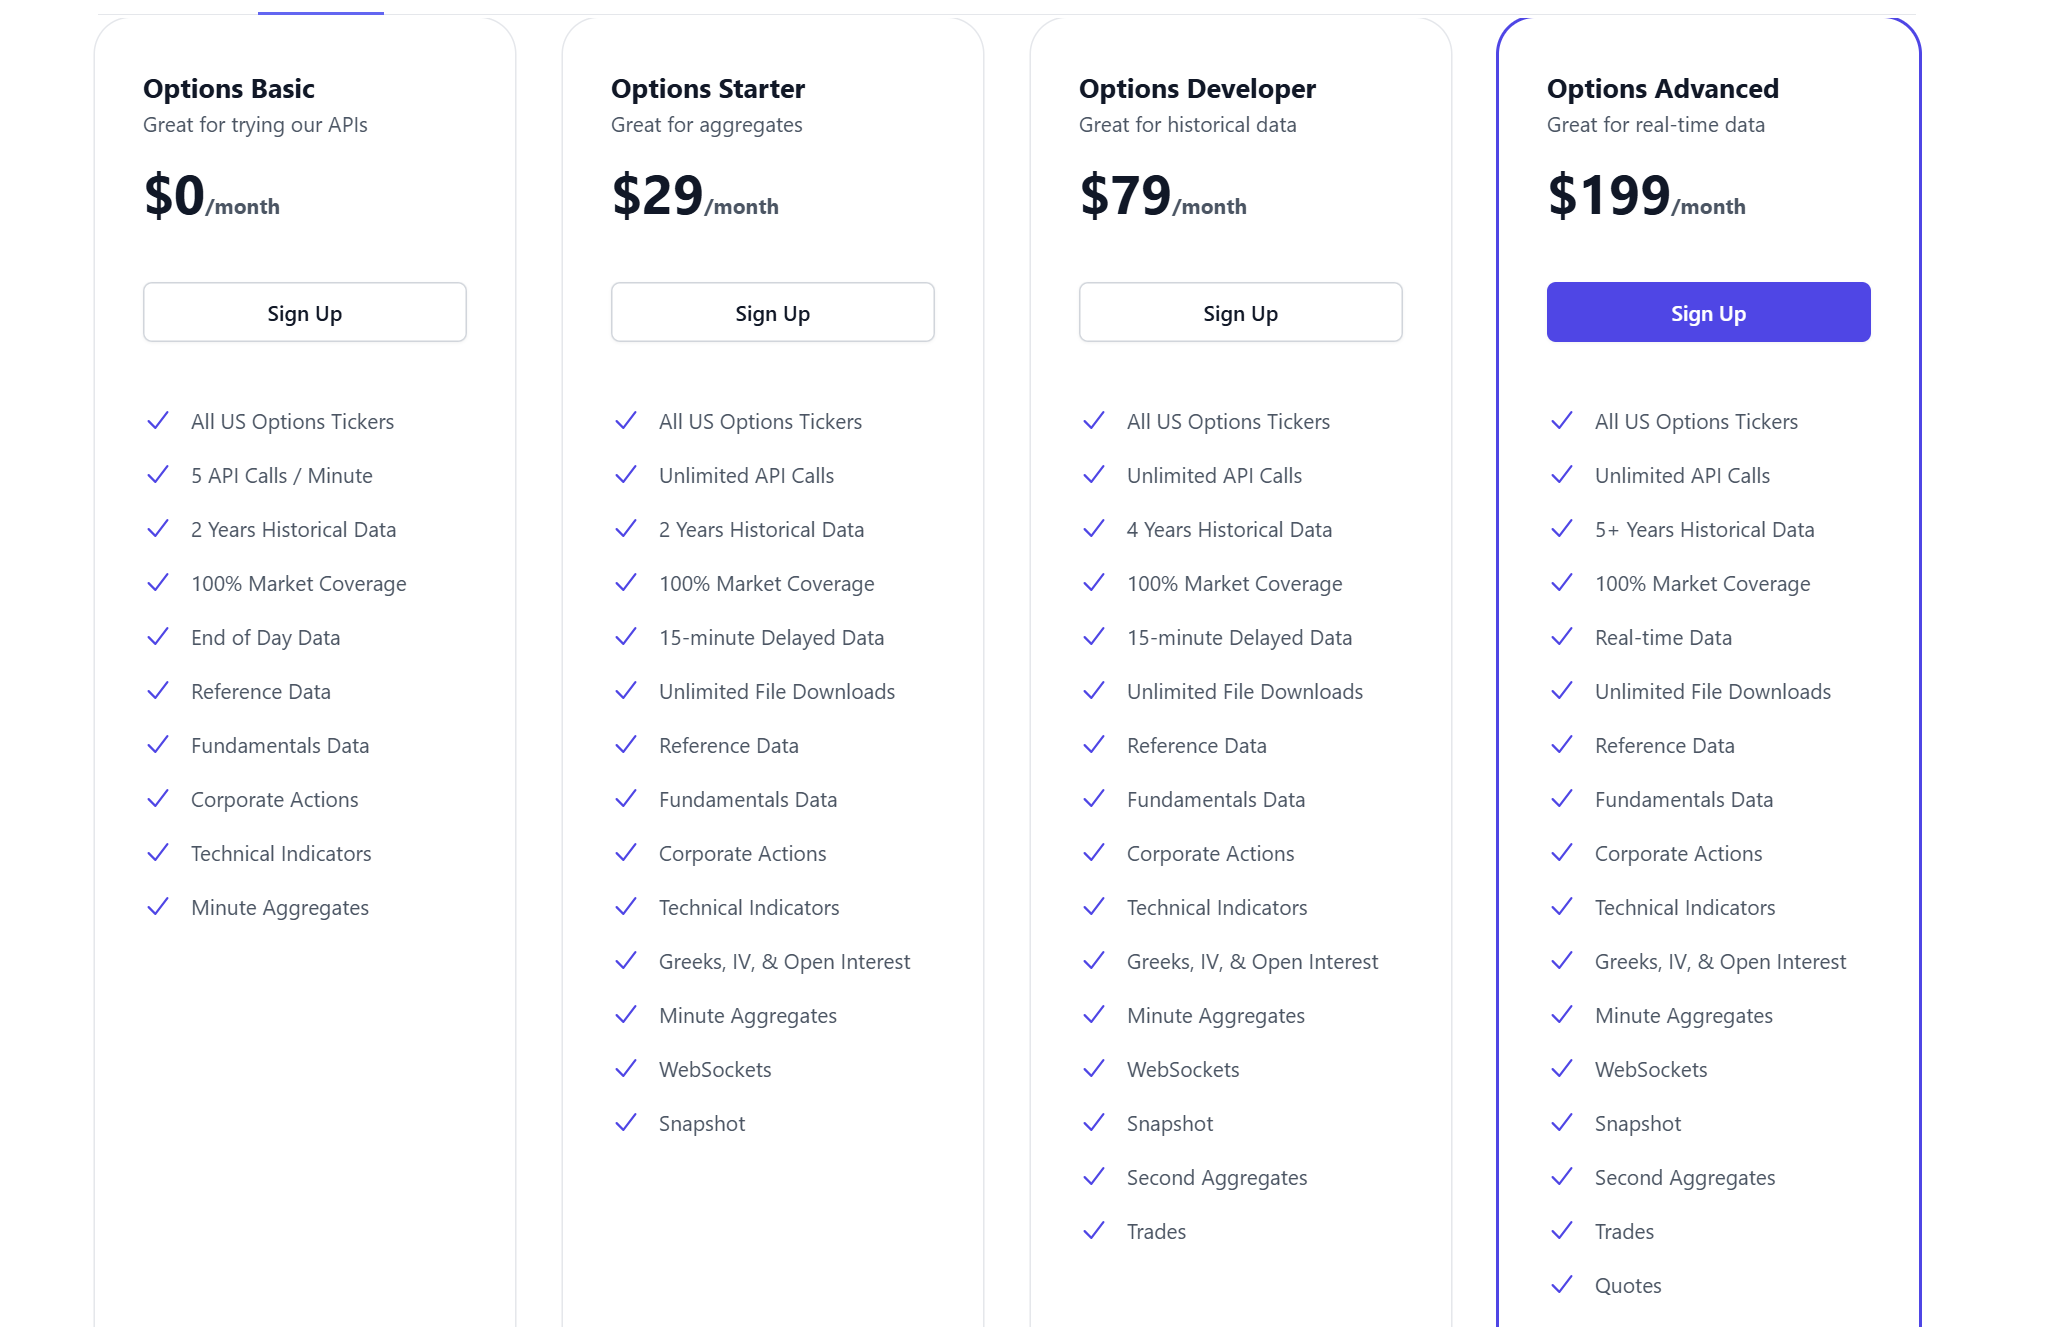 Options Basic
Great for trying our APIs
$0/month
Sign Up
All US Options Tickers
5 API Calls / Minute
2 Years Historical Data
100% Market Coverage
End of Day Data
Reference Data
Fundamentals Data
Corporate Actions
Technical Indicators
Minute Aggregates
Options Starter
Great for aggregates
$29/month
Sign Up
All US Options Tickers
Unlimited API Calls
2 Years Historical Data
100% Market Coverage
15-minute Delayed Data
Unlimited File Downloads
Reference Data
Fundamentals Data
Corporate Actions
Technical Indicators
Greeks, IV, & Open Interest
Minute Aggregates
WebSockets
Snapshot
Options Developer
Great for historical data
$79/month
Sign Up
All US Options Tickers
Unlimited API Calls
4 Years Historical Data
100% Market Coverage
15-minute Delayed Data
Unlimited File Downloads
Reference Data
Fundamentals Data
Corporate Actions
Technical Indicators
Greeks, IV, & Open Interest
Minute Aggregates
WebSockets
Snapshot
Second Aggregates
Trades
Options Advanced
Great for real-time data
$199/month
Sign Up
All US Options Tickers
Unlimited API Calls
5+ Years Historical Data
100% Market Coverage
Real-time Data
Unlimited File Downloads
Reference Data
Fundamentals Data
Corporate Actions
Technical Indicators
Greeks, IV, & Open Interest
Minute Aggregates
WebSockets
Snapshot
Second Aggregates
Trades
Quotes